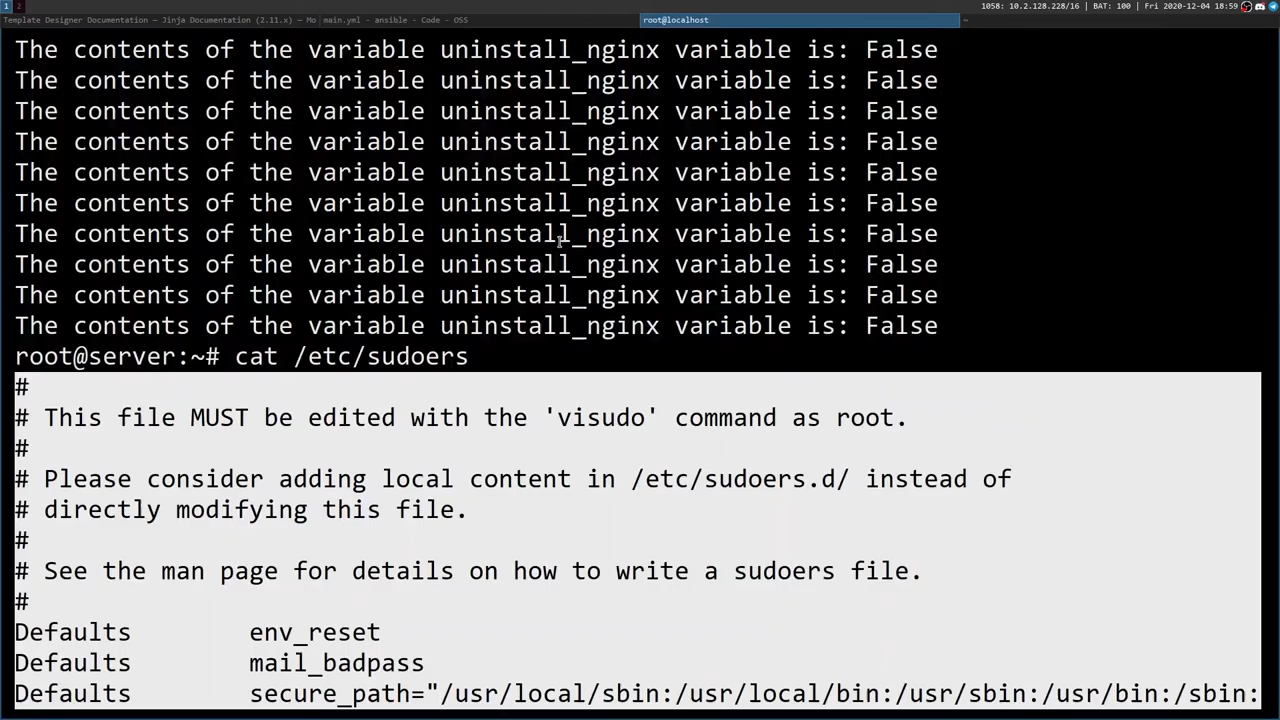 1 2 1058: 10.2.128.228/16 | BAT: 100 | Fri 2020-12-04 18:59
Template Designer Documentation — Jinja Documentation (2.11.x) — Mo main.yml - ansible - Code - OSS root@localhost ~
The contents of the variable uninstall_nginx variable is: False
The contents of the variable uninstall_nginx variable is: False
The contents of the variable uninstall_nginx variable is: False
The contents of the variable uninstall_nginx variable is: False
The contents of the variable uninstall_nginx variable is: False
The contents of the variable uninstall_nginx variable is: False
The contents of the variable uninstall_nginx variable is: False
The contents of the variable uninstall_nginx variable is: False
The contents of the variable uninstall_nginx variable is: False
The contents of the variable uninstall_nginx variable is: False
root@server:~# cat /etc/sudoers
#
# This file MUST be edited with the 'visudo' command as root.
#
# Please consider adding local content in /etc/sudoers.d/ instead of
# directly modifying this file.
#
# See the man page for details on how to write a sudoers file.
#
Defaults env_reset
Defaults mail_badpass
Defaults secure_path="/usr/local/sbin:/usr/local/bin:/usr/sbin:/usr/bin:/sbin: